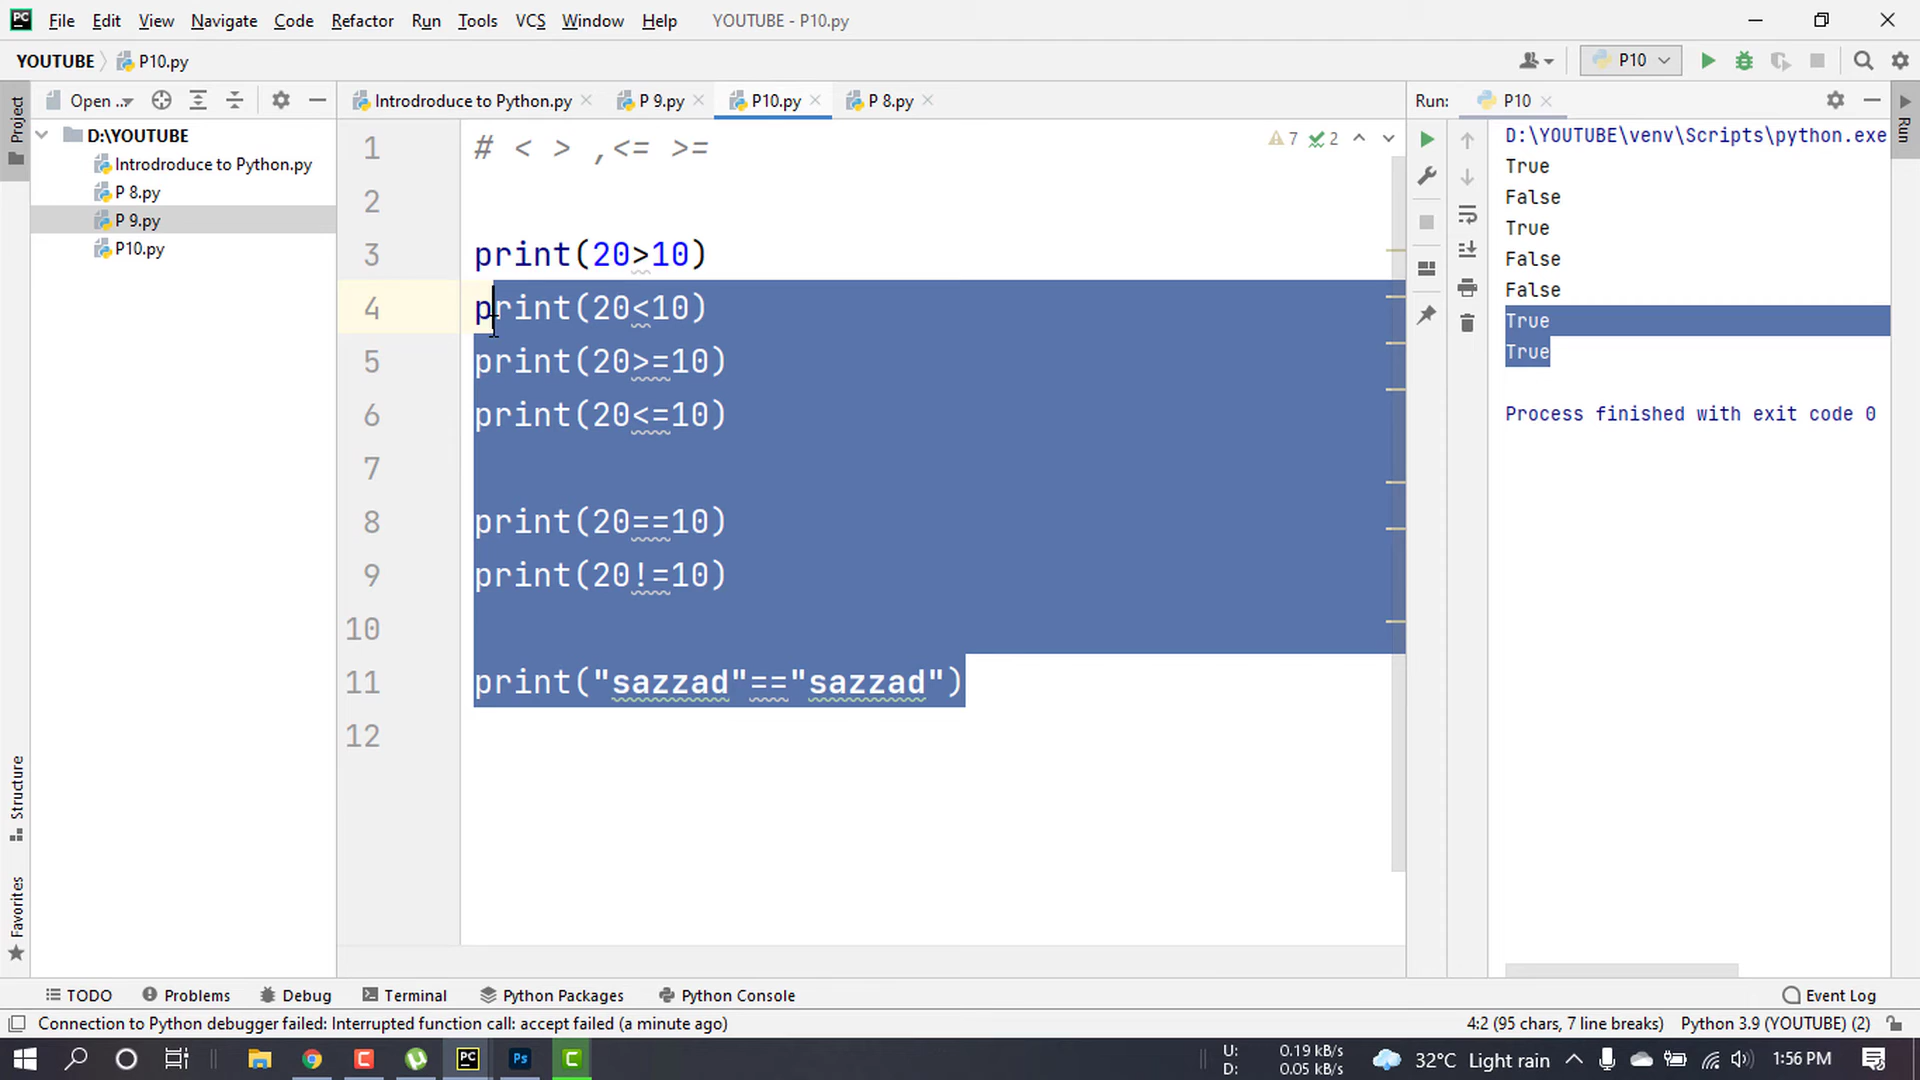 PC File Edit View Navigate Code Refactor Run Tools VCS Window Help YOUTUBE - P10.py
YOUTUBE P10.py P10
Project Open ... Introdroduce to Python.py P 9.py P10.py P 8.py Run: P10
D:\YOUTUBE
Introdroduce to Python.py
P 8.py
P 9.py
P10.py
1 # < > ,<= >=
2
3 print(20>10)
4 print(20<10)
5 print(20>=10)
6 print(20<=10)
7
8 print(20==10)
9 print(20!=10)
10
11 print("sazzad"=="sazzad")
12
7 2
D:\YOUTUBE\venv\Scripts\python.exe
True
False
True
False
False
True
True
Process finished with exit code 0
Run
Structure
Favorites
TODO Problems Debug Terminal Python Packages Python Console Event Log
Connection to Python debugger failed: Interrupted function call: accept failed (a minute ago) 4:2 (95 chars, 7 line breaks) Python 3.9 (YOUTUBE) (2)
C PC Ps C U: 0.19 kB/s
D: 0.05 kB/s
32°C Light rain 1:56 PM